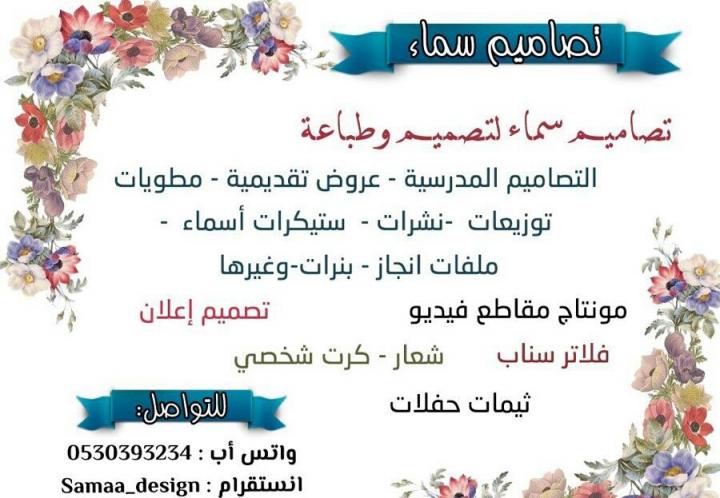 تصاميم سماء
تصاميم سماء لتصميم وطباعة
التصاميم المدرسية - عروض تقديمية - مطويات
توزيعات -نشرات - ستيكرات أسماء -
ملفات انجاز - بنرات-وغيرها
مونتاج مقاطع فيديو تصميم إعلان
فلاتر سناب شعار - كرت شخصي
ثيمات حفلات
للتواصل:
واتس أب : 0530393234
انستقرام : Samaa_design